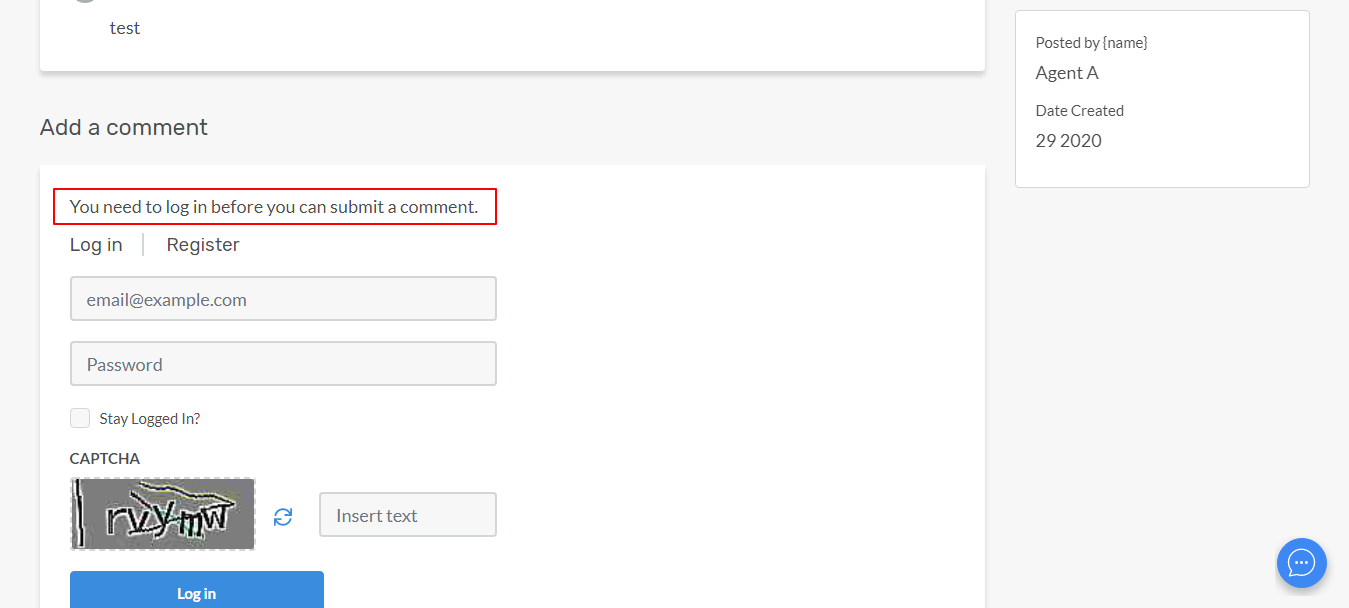 test
Posted by {name}
Agent A
Date Created
29 2020
Add a comment
You need to log in before you can submit a comment.
Log in
Register
email@example.com
Password
Stay Logged In?
CAPTCHA
rvymw
Insert text
Log in